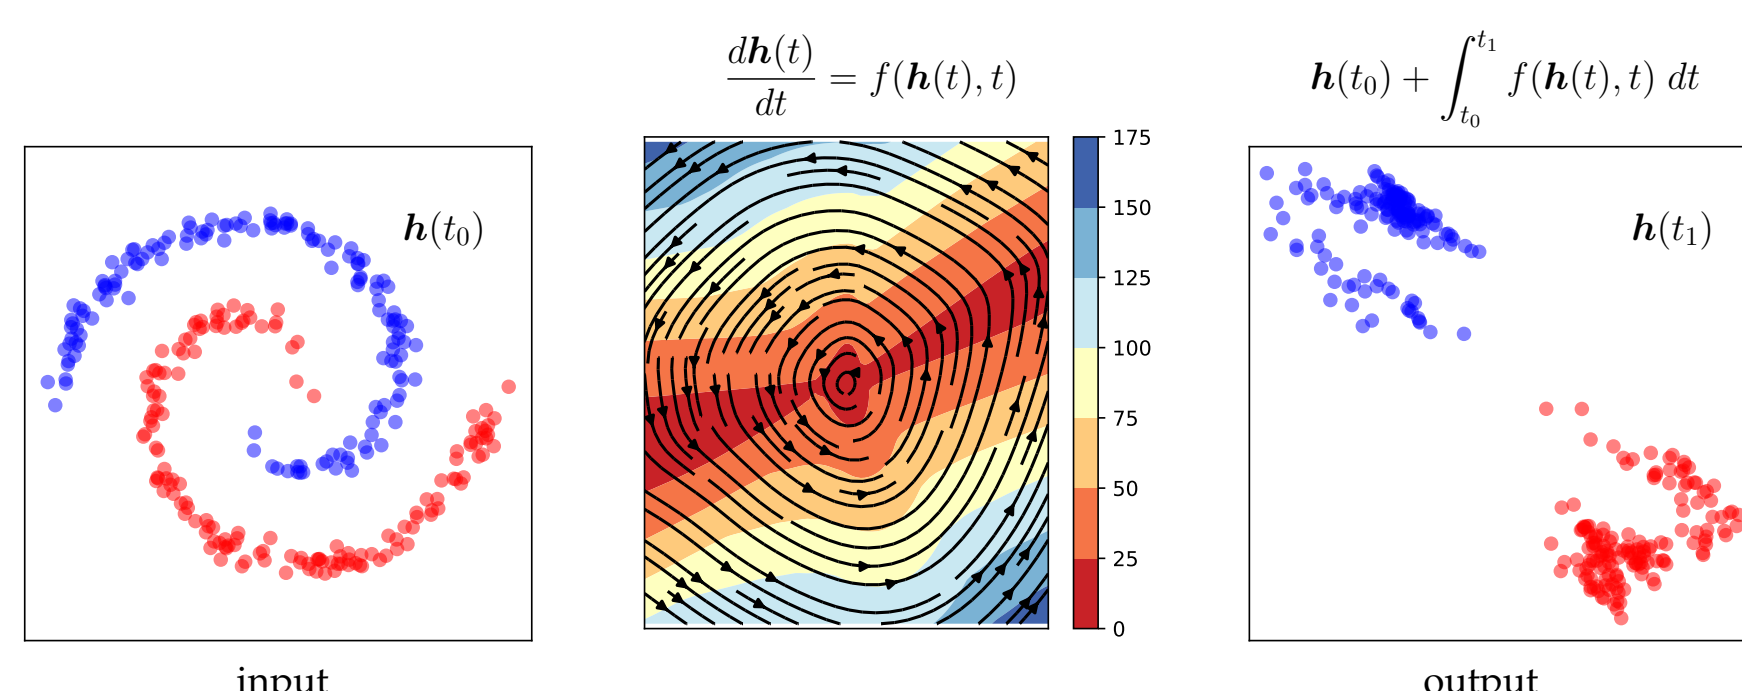 dh(t)/dt = f(h(t), t)
h(t₀) + ∫_{t₀}^{t₁} f(h(t), t) dt
h(t₀)
175
150
125
100
75
50
25
0
h(t₁)
input
output